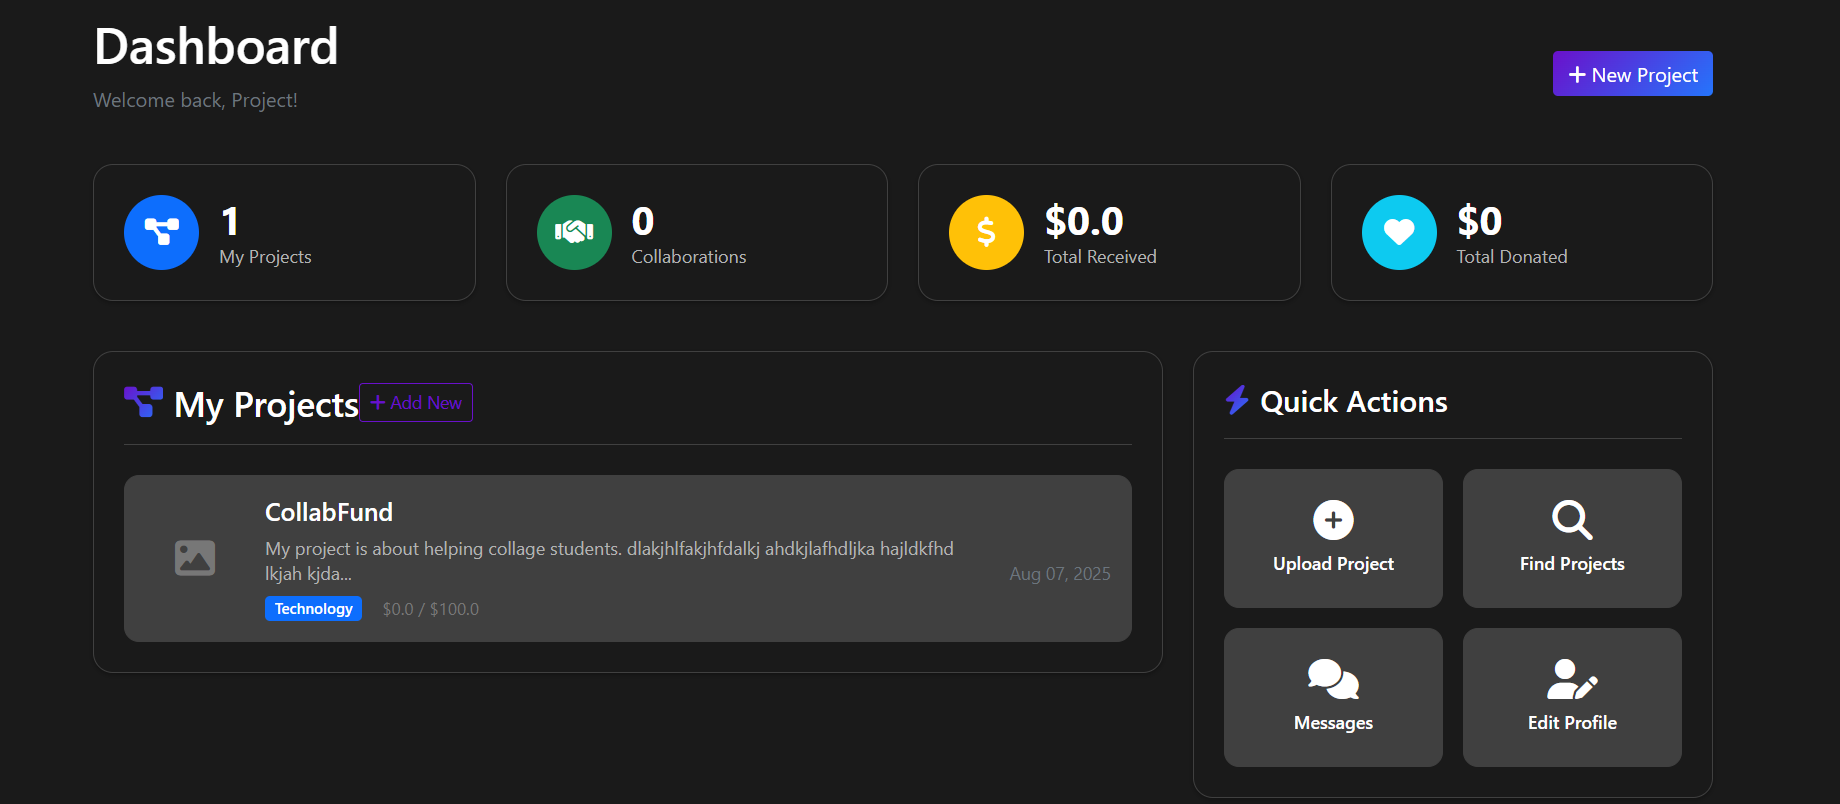 Dashboard
Welcome back, Project!
New Project
1
My Projects
0
Collaborations
$0.0
Total Received
$0
Total Donated
My Projects
Add New
CollabFund
My project is about helping collage students. dlakjhlfakjhfdalkj ahdkjlafhdljka hajldkfhd
lkjah kjda...
Aug 07, 2025
Technology
$0.0 / $100.0
Quick Actions
Upload Project
Find Projects
Messages
Edit Profile